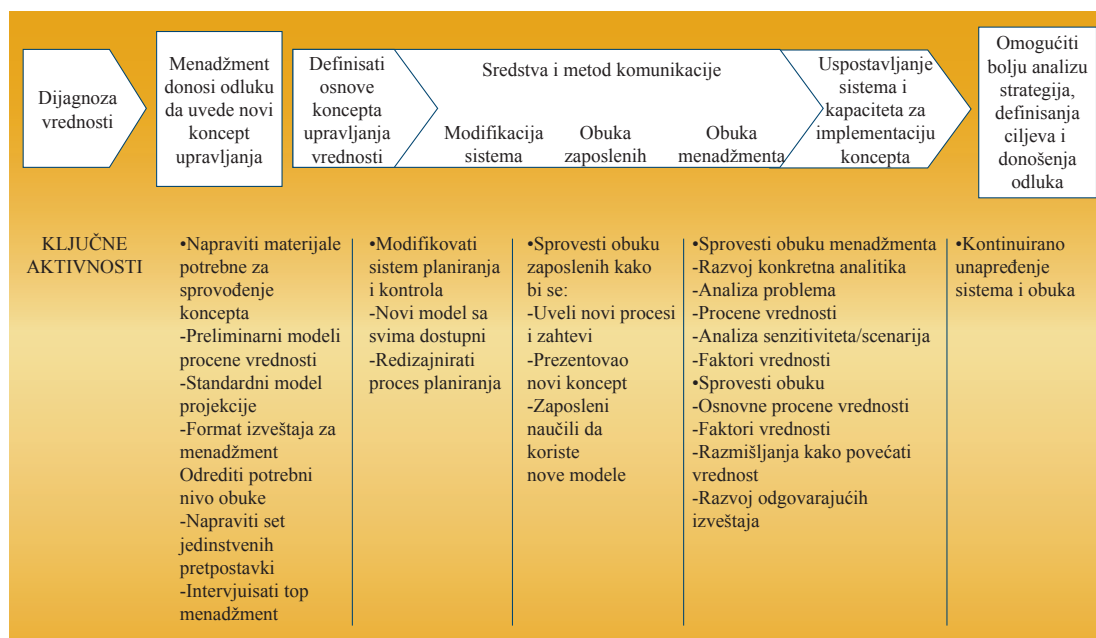 Dijagnoza
vrednosti
Menadžment
donosi odluku
da uvede novi
koncept
upravljanja
Definisati
osnove
koncepta
upravljanja
vrednosti
Sredstva i metod komunikacije
Modifikacija
sistema
Obuka
zaposlenih
Obuka
menadžmenta
Uspostavljanje
sistema i
kapaciteta za
implementaciju
koncepta
Omogućiti
bolju analizu
strategija,
definisanja
ciljeva i
donošenja
odluka
KLJUČNE
AKTIVNOSTI
•Napraviti materijale
potrebne za
sprovođenje
koncepta
-Preliminarni modeli
procene vrednosti
-Standardni model
projekcije
-Format izveštaja za
menadžment
Odrediti potrebni
nivo obuke
-Napraviti set
jedinstvenih
pretpostavki
-Intervjuisati top
menadžment
•Modifikovati
sistem planiranja
i kontrola
-Novi model sa
svima dostupni
-Redizajnirati
proces planiranja
•Sprovesti obuku
zaposlenih kako
bi se:
-Uveli novi procesi
i zahtevi
-Prezentovao
novi koncept
-Zaposleni
naučili da
koriste
nove modele
•Sprovesti obuku menadžmenta
-Razvoj konkretna analitika
-Analiza problema
-Procene vrednosti
-Analiza senzitiviteta/scenarija
-Faktori vrednosti
•Sprovesti obuku
-Osnovne procene vrednosti
-Faktori vrednosti
-Razmišljanja kako povećati
vrednost
-Razvoj odgovarajućih
izveštaja
•Kontinuirano
unapređenje
sistema i obuka